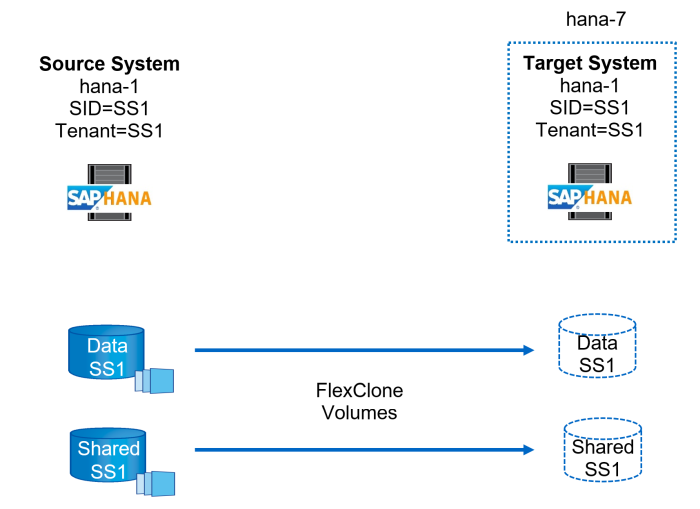 hana-7
Source System
hana-1
SID=SS1
Tenant=SS1
SAP HANA
Target System
hana-1
SID=SS1
Tenant=SS1
SAP HANA
Data
SS1
FlexClone
Volumes
Data
SS1
Shared
SS1
Shared
SS1